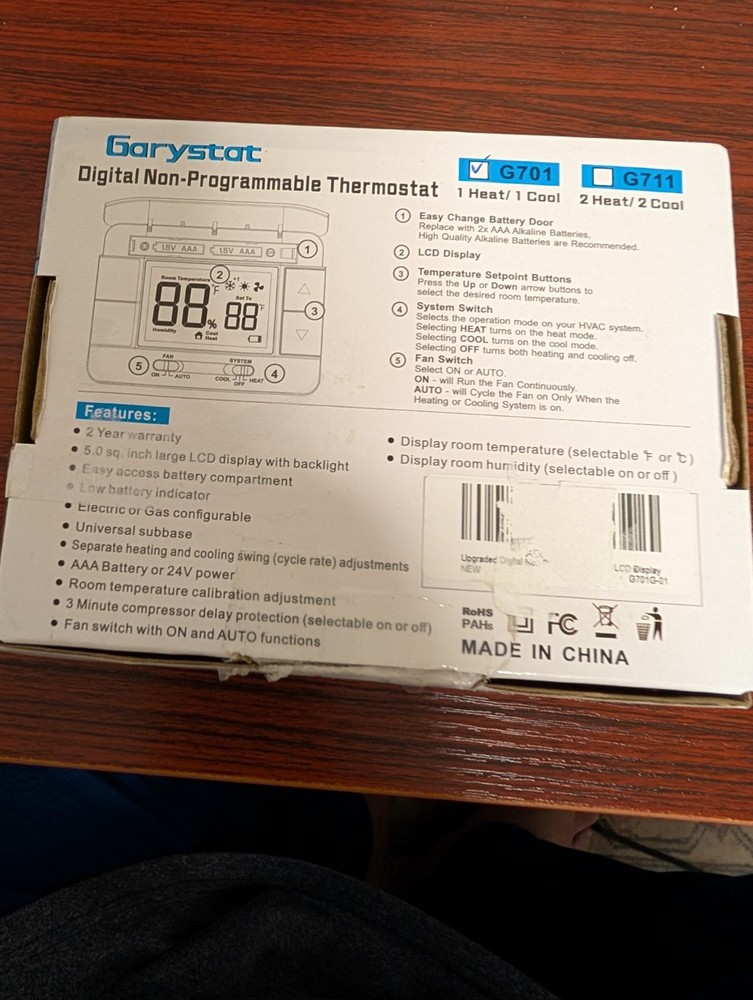 Garystat
Digital Non-Programmable Thermostat
G701
1 Heat/ 1 Cool
G711
2 Heat/ 2 Cool
1.5V AAA
1.5V AAA
1
Room Temperature
2
+1
88
°F
%
Humidity
Set To
88
°F
Cool
Heat
3
5
FAN
ON
AUTO
SYSTEM
COOL
OFF
HEAT
4
1 Easy Change Battery Door
Replace with 2x AAA Alkaline Batteries,
High Quality Alkaline Batteries are Recommended.
2 LCD Display
3 Temperature Setpoint Buttons
Press the Up or Down arrow buttons to
select the desired room temperature.
4 System Switch
Selects the operation mode on your HVAC system.
Selecting HEAT turns on the heat mode.
Selecting COOL turns on the cool mode.
Selecting OFF turns both heating and cooling off.
5 Fan Switch
Select ON or AUTO.
ON - will Run the Fan Continuously.
AUTO - will Cycle the Fan on Only When the
Heating or Cooling System is on.
Features:
• 2 Year warranty
• 5.0 sq. inch large LCD display with backlight
• Easy access battery compartment
• Low battery indicator
• Electric or Gas configurable
• Universal subbase
• Separate heating and cooling swing (cycle rate) adjustments
• AAA Battery or 24V power
• Room temperature calibration adjustment
• 3 Minute compressor delay protection (selectable on or off)
• Fan switch with ON and AUTO functions
• Display room temperature (selectable °F or °C)
• Display room humidity (selectable on or off)
Upgraded Digital
NEW
LCD Display
G701G-01
RoHS
PAHs
FC
MADE IN CHINA